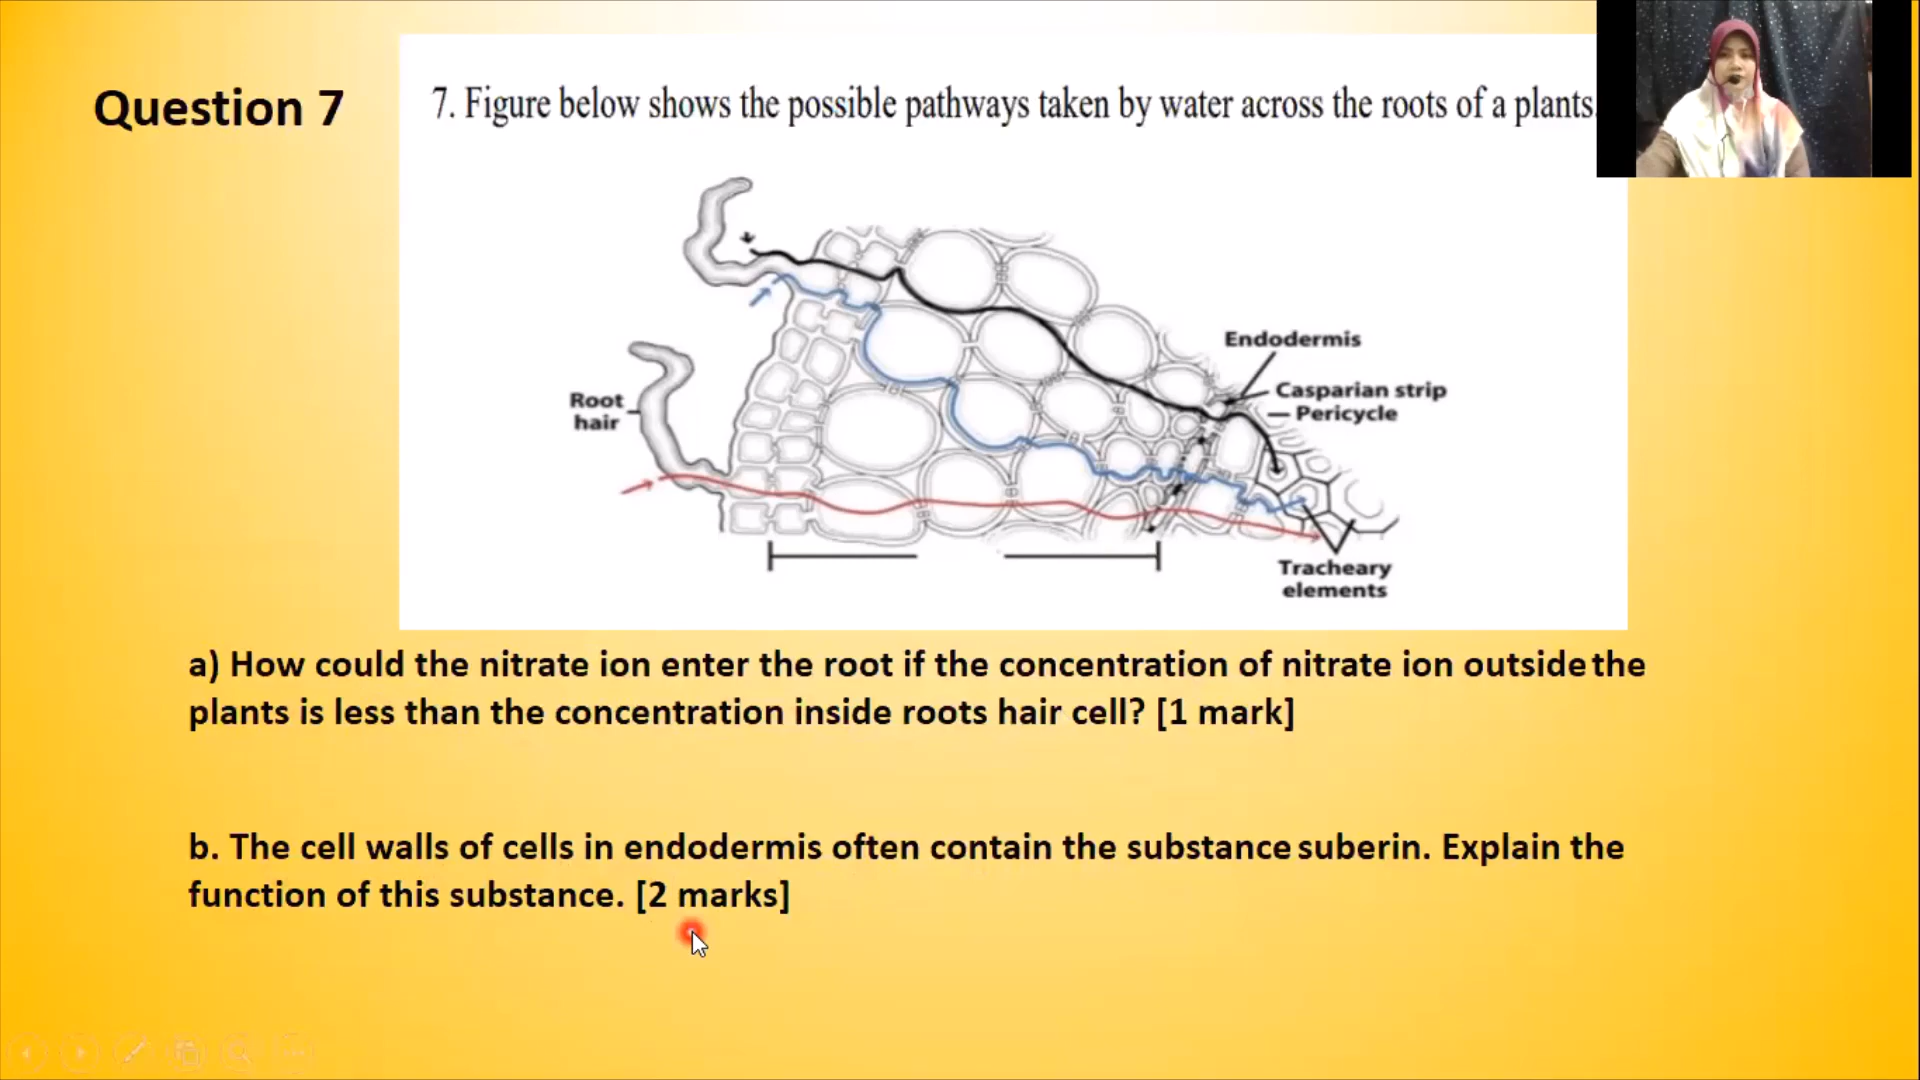 Question 7
7. Figure below shows the possible pathways taken by water across the roots of a plants.
Endodermis
Casparian strip
Pericycle
Root
hair
Tracheary
elements
a) How could the nitrate ion enter the root if the concentration of nitrate ion outside the
plants is less than the concentration inside roots hair cell? [1 mark]
b. The cell walls of cells in endodermis often contain the substance suberin. Explain the
function of this substance. [2 marks]